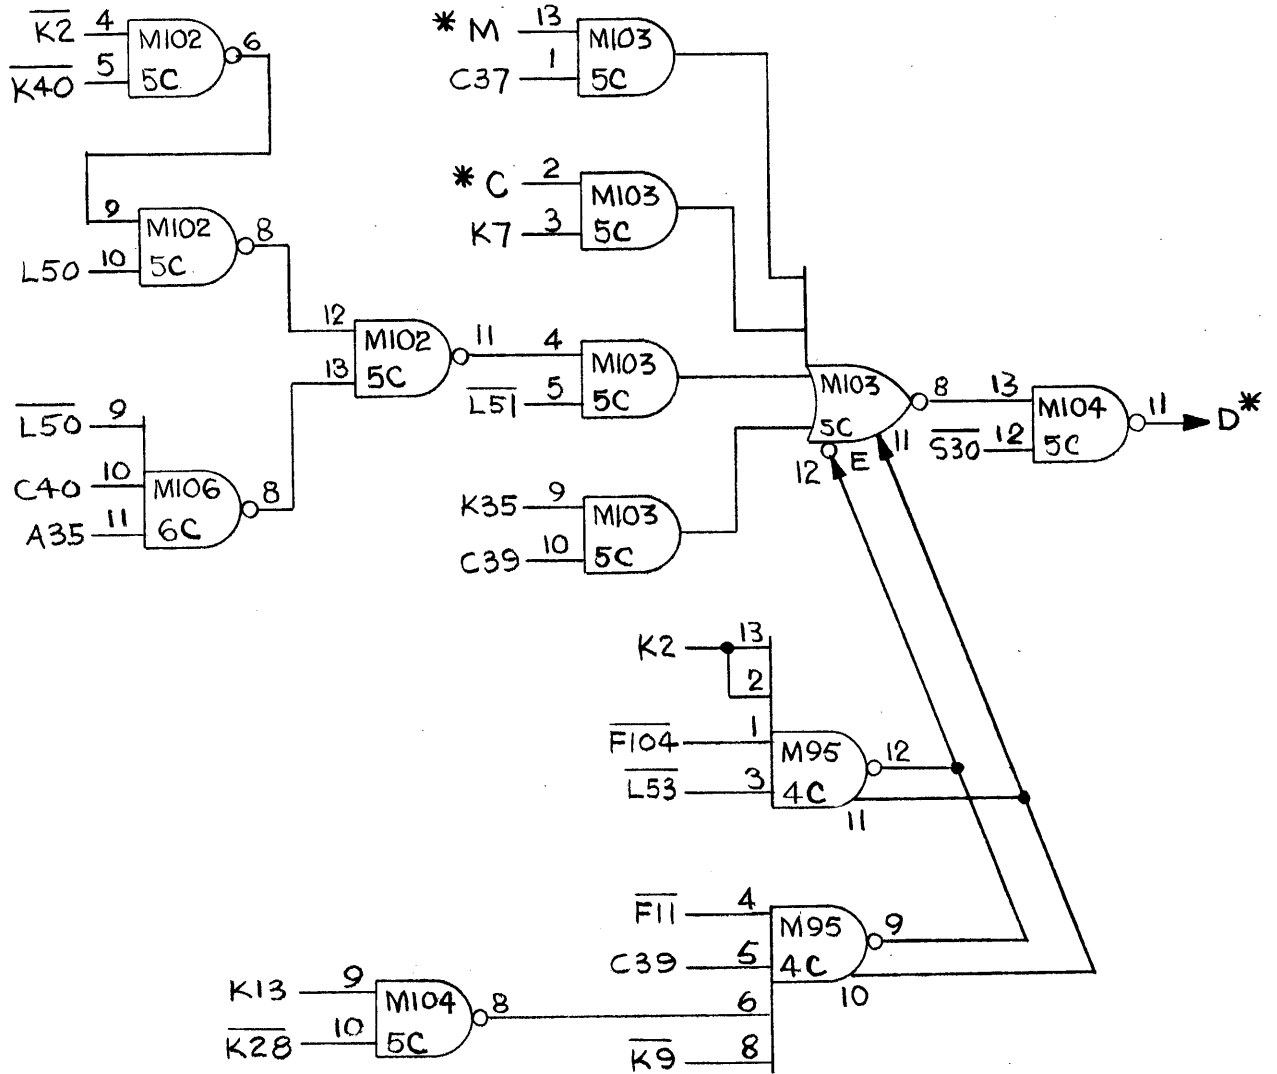 K2 4 M102 5C 6
K40 5
9 M102 5C 8
L50 10
12 M102 5C 11
13
L50 9
C40 10 M106 6C 8
A35 11
* M 13 M103 5C
C37 1
* C 2 M103 5C
K7 3
4 M103 5C
L51 5
K35 9 M103 5C
C39 10
M103 5C 8
12 E 11
13 M104 5C 11 D*
S30 12
K2 13
2
F104 1 M95 4C 12
L53 3 11
F11 4 M95 4C 9
C39 5 10
6
K9 8
K13 9 M104 5C 8
K28 10